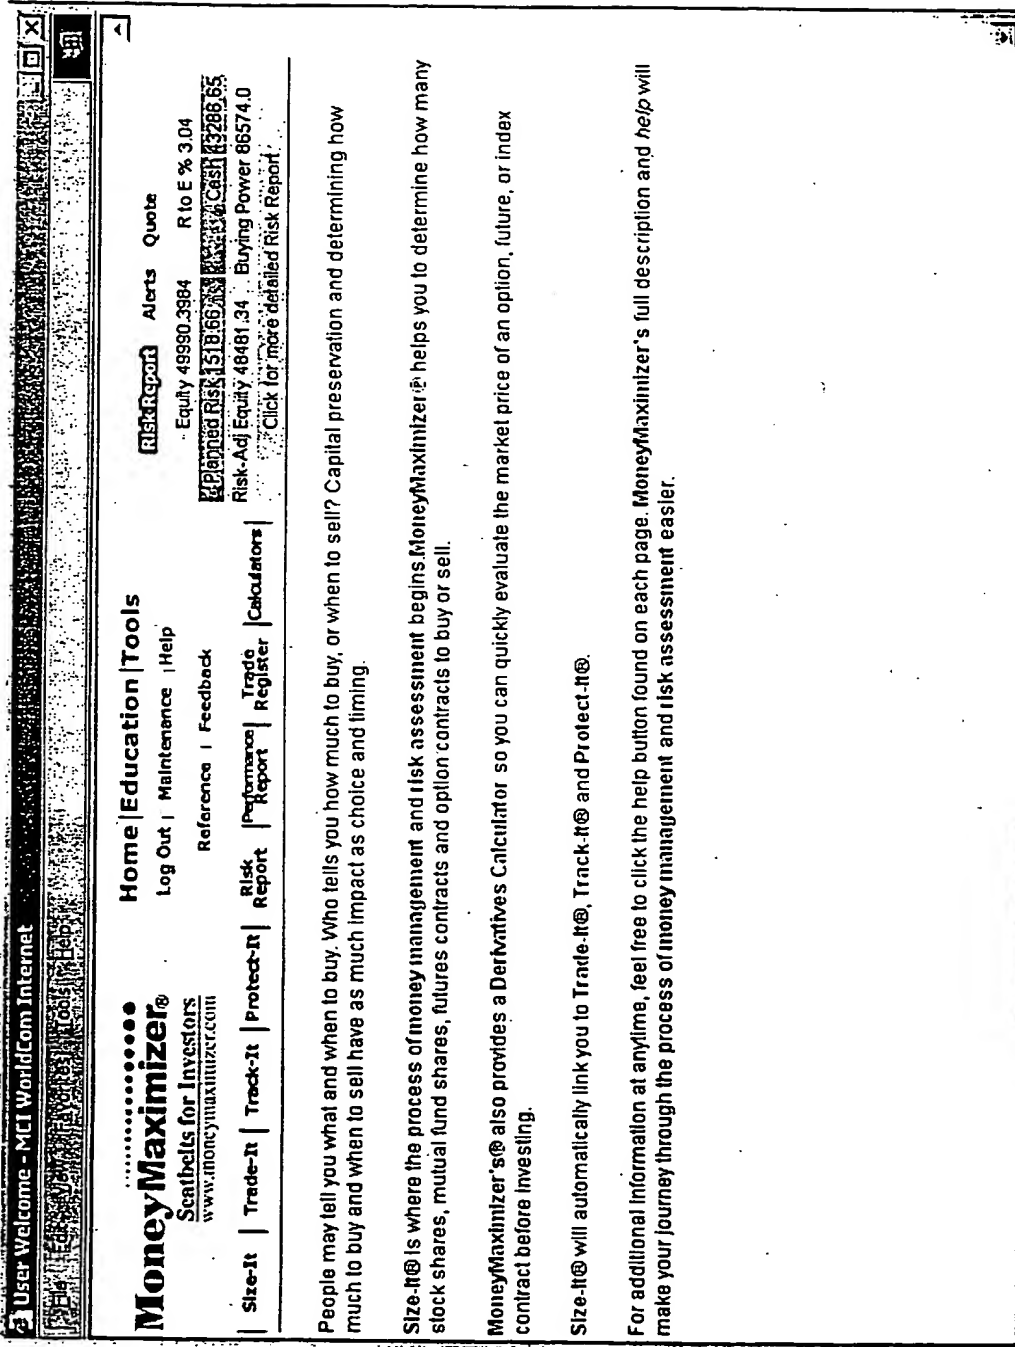 User Welcome - MCI WorldCom Internet
File Edit View Favorites Tools Help
MoneyMaximizer®
Seatbelts for Investors
www.moneymaximizer.com
Home | Education | Tools
Log Out | Maintenance | Help
Reference | Feedback
Risk Report Alerts Quote
Equity 49990.3984 R to E % 3.04
Planned Risk 1518.66 Cash 43286.65
Risk-Adj Equity 48481.34 Buying Power 86574.0
Click for more detailed Risk Report
| Size-It | Trade-It | Track-It | Protect-It | Risk Report | Performance Report | Trade Register | Calculators |
People may tell you what and when to buy. Who tells you how much to buy, or when to sell? Capital preservation and determining how
much to buy and when to sell have as much impact as choice and timing.
Size-It® is where the process of money management and risk assessment begins. MoneyMaximizer® helps you to determine how many
stock shares, mutual fund shares, futures contracts and option contracts to buy or sell.
MoneyMaximizer's® also provides a Derivatives Calculator so you can quickly evaluate the market price of an option, future, or index
contract before investing.
Size-It® will automatically link you to Trade-It®, Track-It® and Protect-It®.
For additional information at anytime, feel free to click the help button found on each page. MoneyMaximizer's full description and help will
make your journey through the process of money management and risk assessment easier.